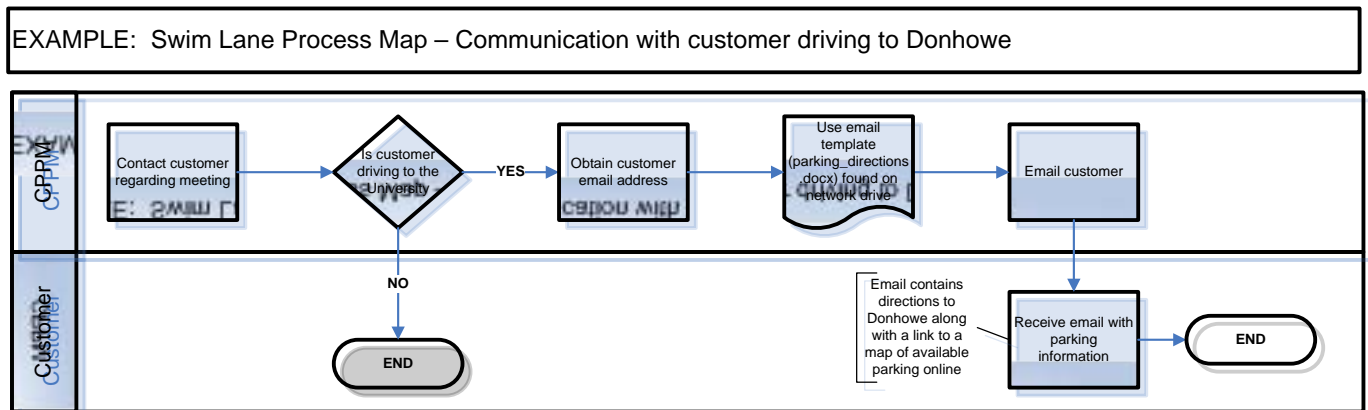 EXAMPLE: Swim Lane Process Map – Communication with customer driving to Donhowe
CPPM
Contact customer
regarding meeting
Is customer
driving to the
University
YES
Obtain customer
email address
Use email
template
(parking_directions
.docx) found on
network drive
Email customer
NO
Customer
END
Email contains
directions to
Donhowe along
with a link to a
map of available
parking online
Receive email with
parking
information
END